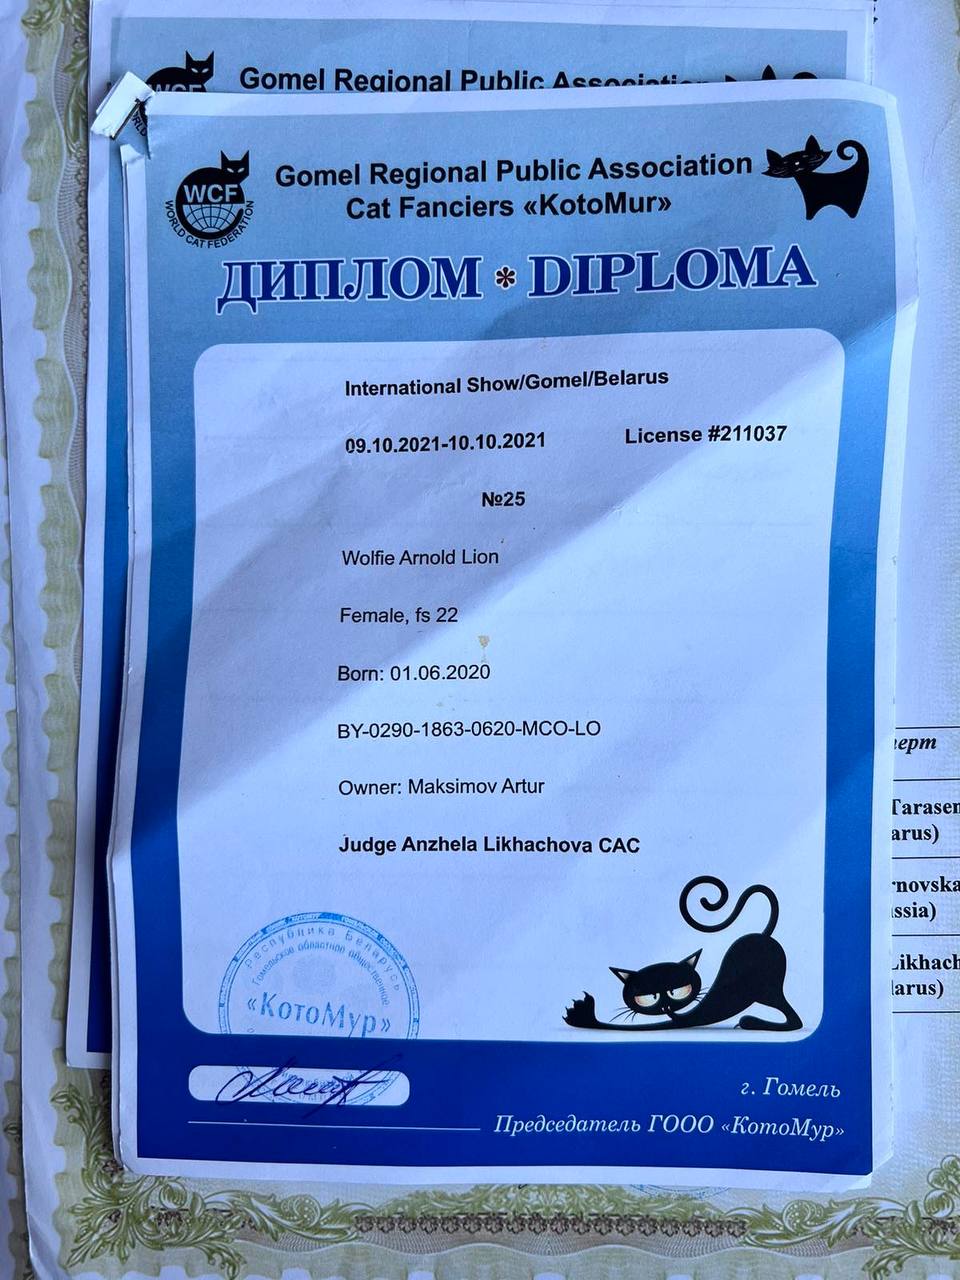 Gomel Regional Public Association
WCF
Gomel Regional Public Association
Cat Fanciers «KotoMur»
WCF
WORLD CAT FEDERATION
ДИПЛОМ * DIPLOMA
International Show/Gomel/Belarus
09.10.2021-10.10.2021 License #211037
№25
Wolfie Arnold Lion
Female, fs 22
Born: 01.06.2020
BY-0290-1863-0620-MCO-LO
Owner: Maksimov Artur
Judge Anzhela Likhachova CAC
Республика Беларусь
Гомельское областное общественное
«КотоМур»
г. Гомель
Председатель ГООО «КотоМур»
ерт
Tarasen
arus)
novska
ssia)
Likhach
larus)